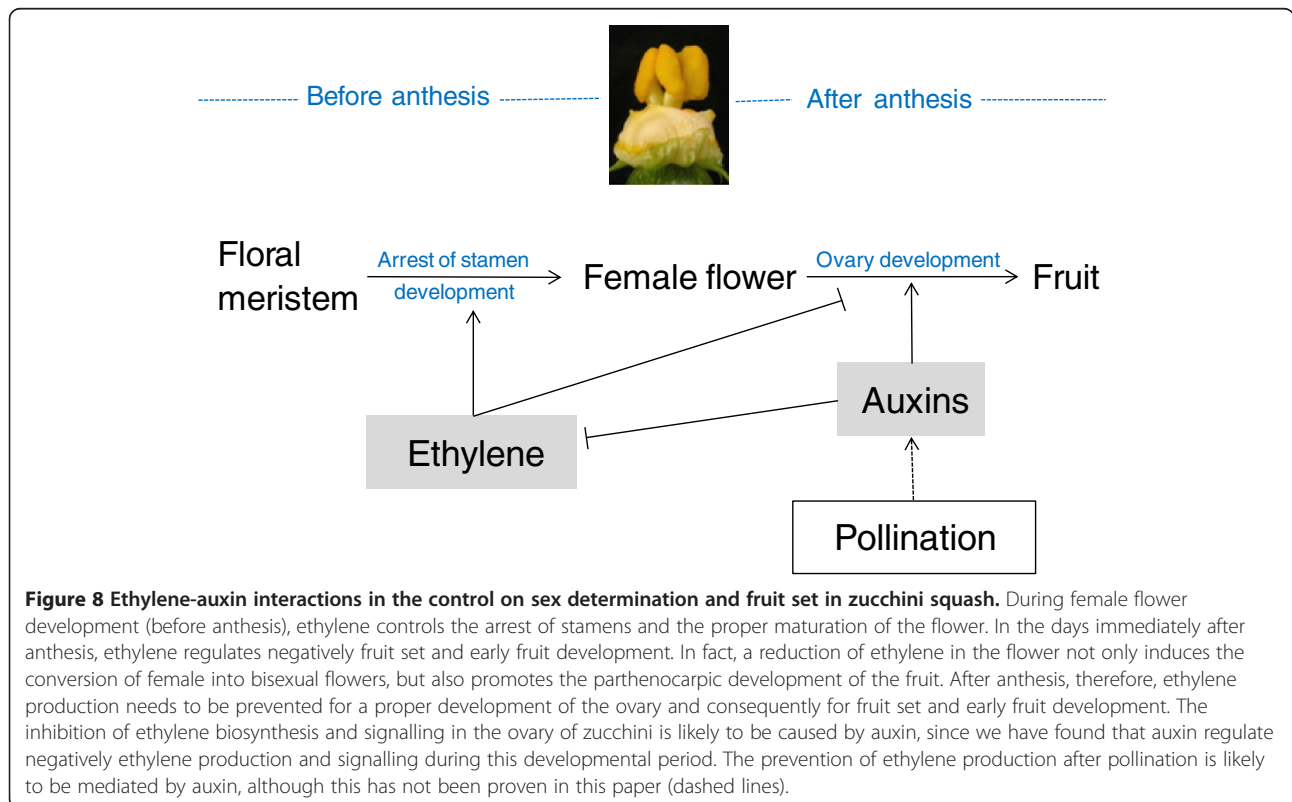 Before anthesis
After anthesis
Floral
meristem
Arrest of stamen
development
Female flower
Ovary development
Fruit
Auxins
Ethylene
Pollination
Figure 8 Ethylene-auxin interactions in the control on sex determination and fruit set in zucchini squash. During female flower
development (before anthesis), ethylene controls the arrest of stamens and the proper maturation of the flower. In the days immediately after
anthesis, ethylene regulates negatively fruit set and early fruit development. In fact, a reduction of ethylene in the flower not only induces the
conversion of female into bisexual flowers, but also promotes the parthenocarpic development of the fruit. After anthesis, therefore, ethylene
production needs to be prevented for a proper development of the ovary and consequently for fruit set and early fruit development. The
inhibition of ethylene biosynthesis and signalling in the ovary of zucchini is likely to be caused by auxin, since we have found that auxin regulate
negatively ethylene production and signalling during this developmental period. The prevention of ethylene production after pollination is likely
to be mediated by auxin, although this has not been proven in this paper (dashed lines).